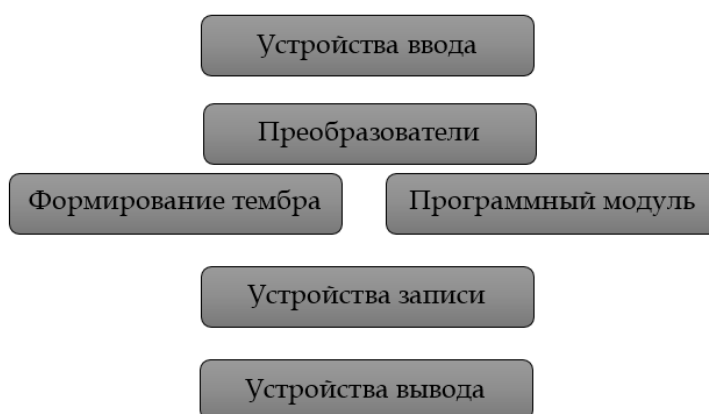 Устройства ввода
Преобразователи
Формирование тембра
Программный модуль
Устройства записи
Устройства вывода